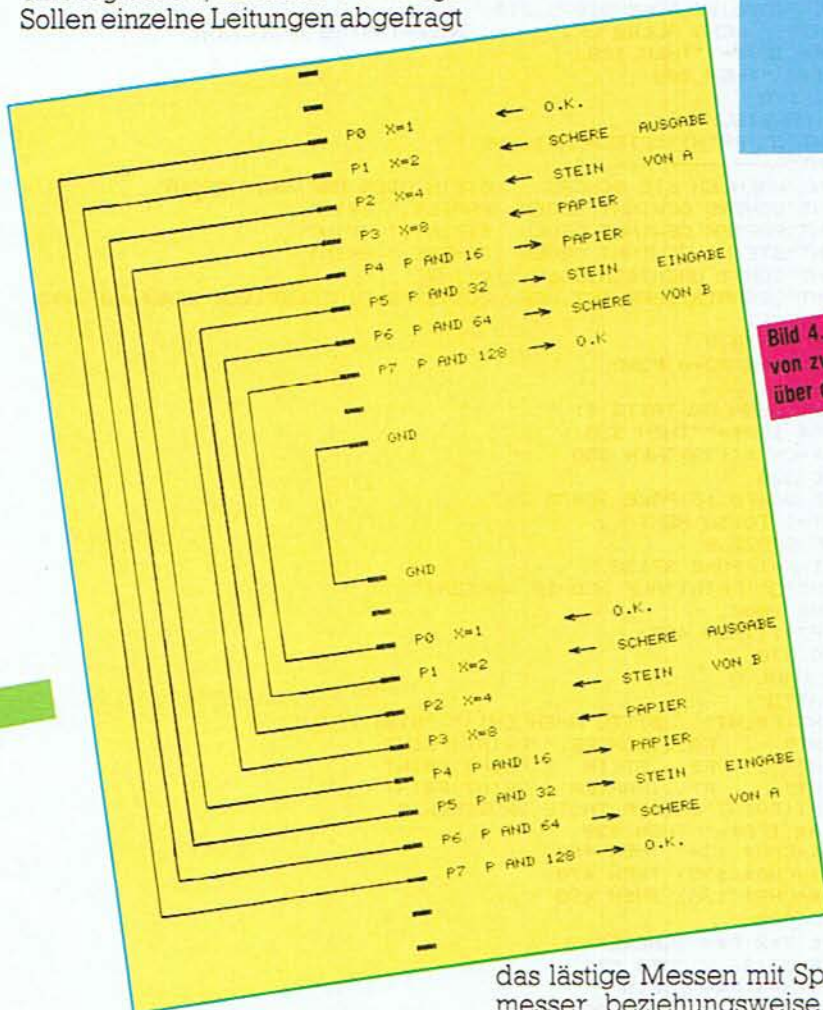 Sollen einzelne Leitungen abgefragt
P0 X=1 ← O.K.
P1 X=2 ← SCHERE AUSGABE
P2 X=4 ← STEIN VON A
P3 X=8 ← PAPIER
P4 P AND 16 → PAPIER
P5 P AND 32 → STEIN EINGABE
P6 P AND 64 → SCHERE VON B
P7 P AND 128 → O.K
GND
GND
P0 X=1 ← O.K.
P1 X=2 ← SCHERE AUSGABE
P2 X=4 ← STEIN VON B
P3 X=8 ← PAPIER
P4 P AND 16 → PAPIER
P5 P AND 32 → STEIN EINGABE
P6 P AND 64 → SCHERE VON A
P7 P AND 128 → O.K.
Bild 4.
von
über
das lästige Messen mit
messer beziehungsweise